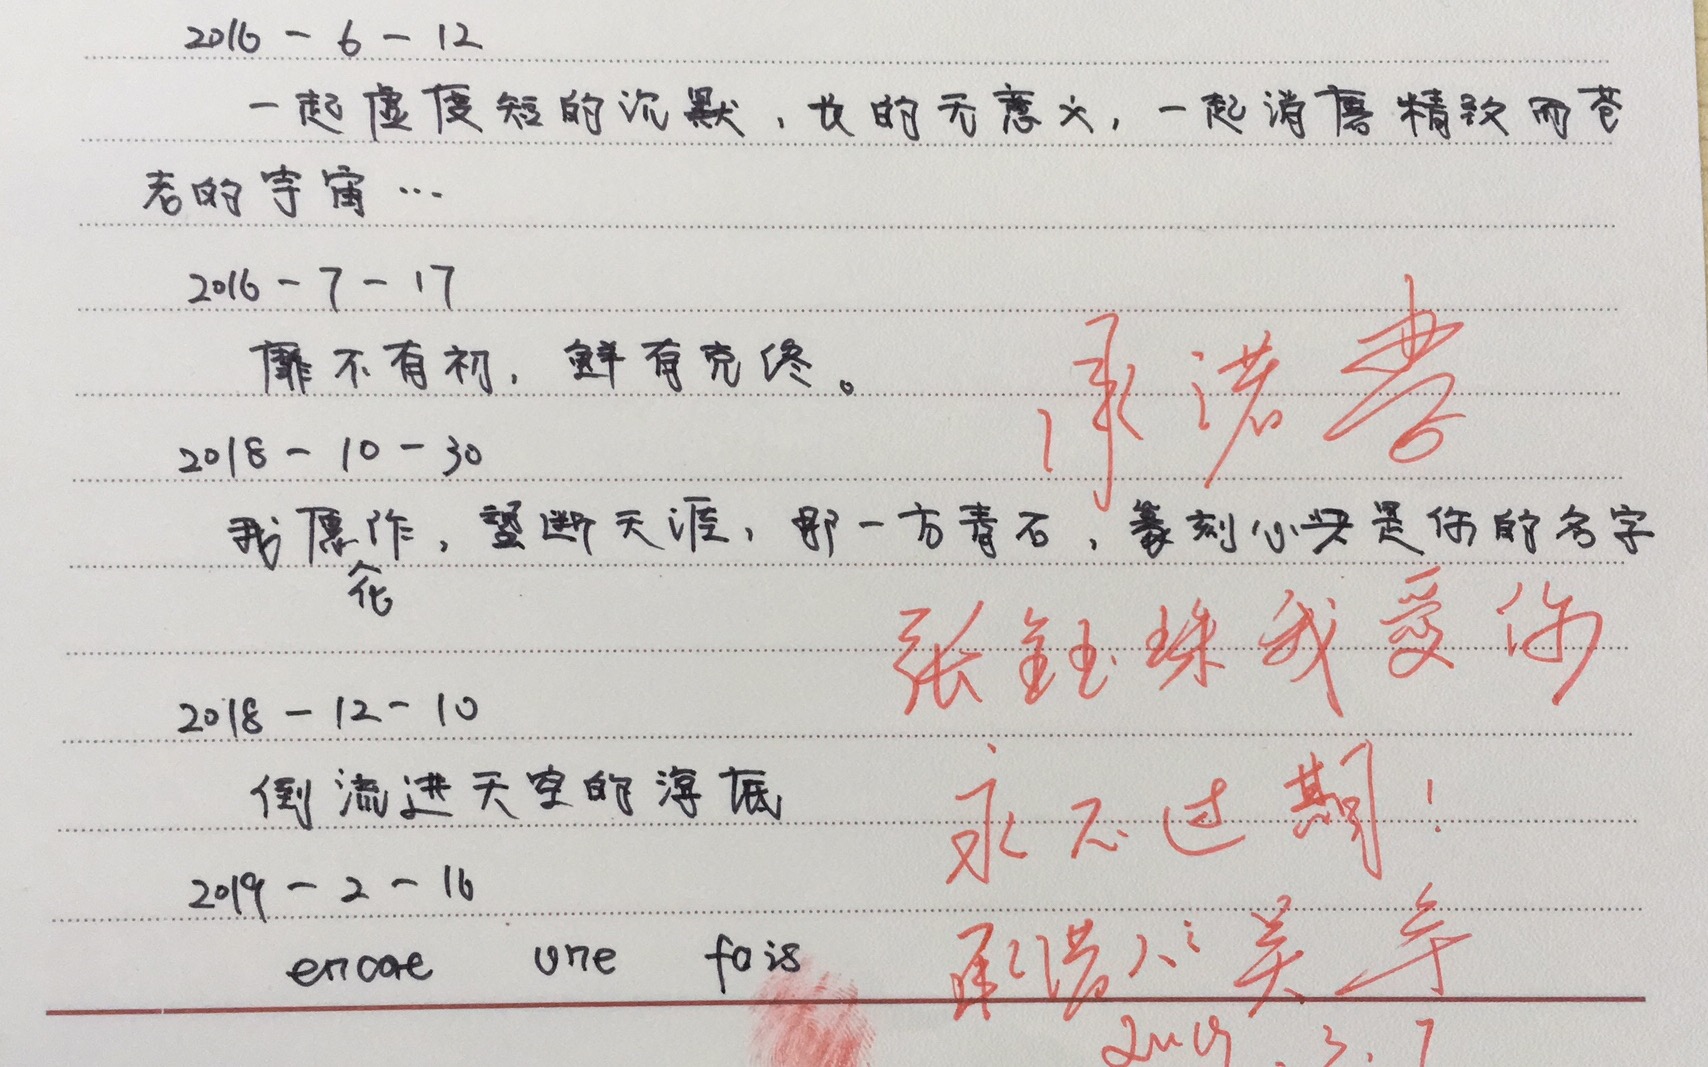 2016-6-12
一起虚度短的沉默,长的无意义,一起消磨精致而苍
老的宇宙…
2016-7-17
靡不有初,鲜有克终。
承诺书
2018-10-30
我愿作,望断天涯,那一方青石,篆刻心头是你的名字
化
张钰珠我爱你
2018-12-10
永不过期!
倒流进天空的海底
2019-2-16
承诺人:
encore une fois
2019.3.7